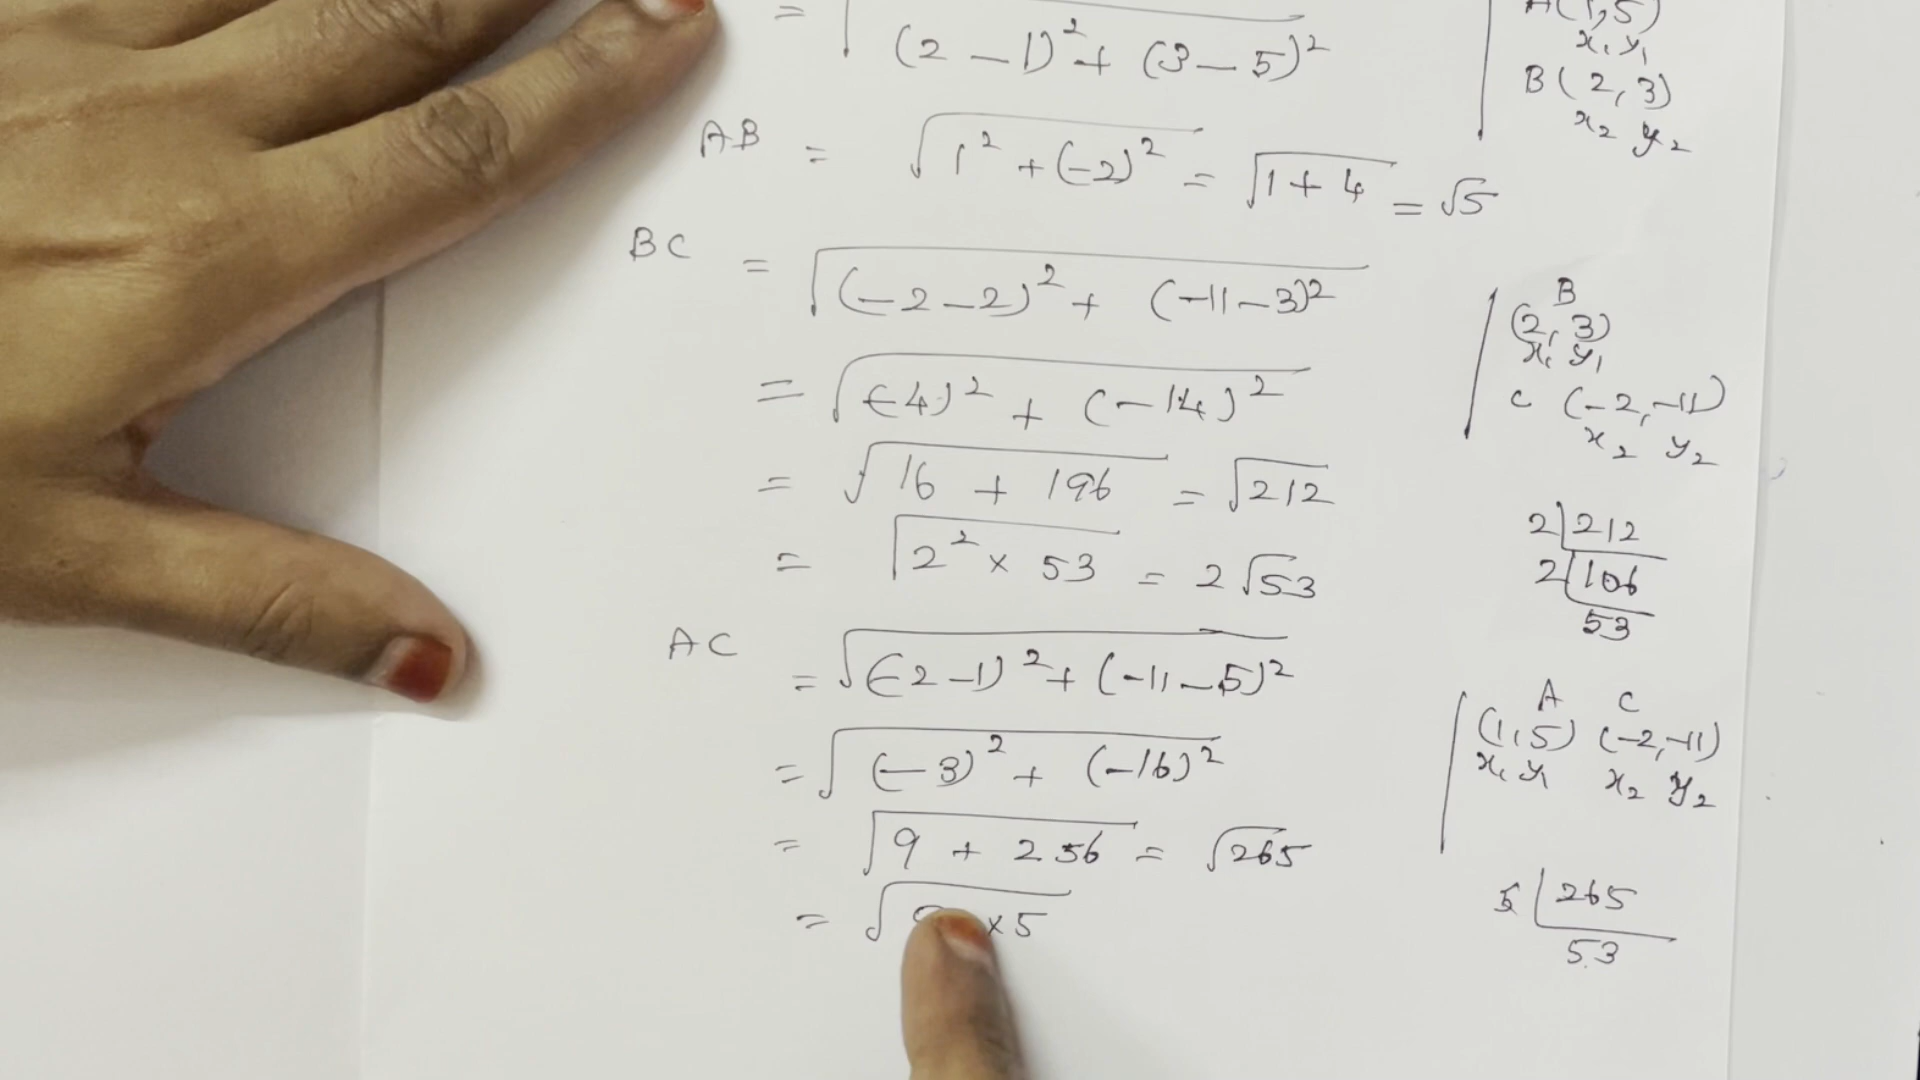 = √(2 – 1)² + (3 – 5)²
A(1,5)
x₁ y₁
B(2,3)
x₂ y₂
AB = √1² + (–2)² = √1 + 4 = √5
BC = √(–2–2)² + (–11–3)²
B
(2, 3)
x₁ y₁
C (–2,–11)
x₂ y₂
= √(–4)² + (–14)²
= √16 + 196 = √212
= √2² × 53 = 2√53
2|212
2|106
53
AC = √(–2–1)² + (–11–5)²
A C
(1,5) (–2,–11)
x₁ y₁ x₂ y₂
= √(–3)² + (–16)²
= √9 + 256 = √265
= √ ×5
5|265
53